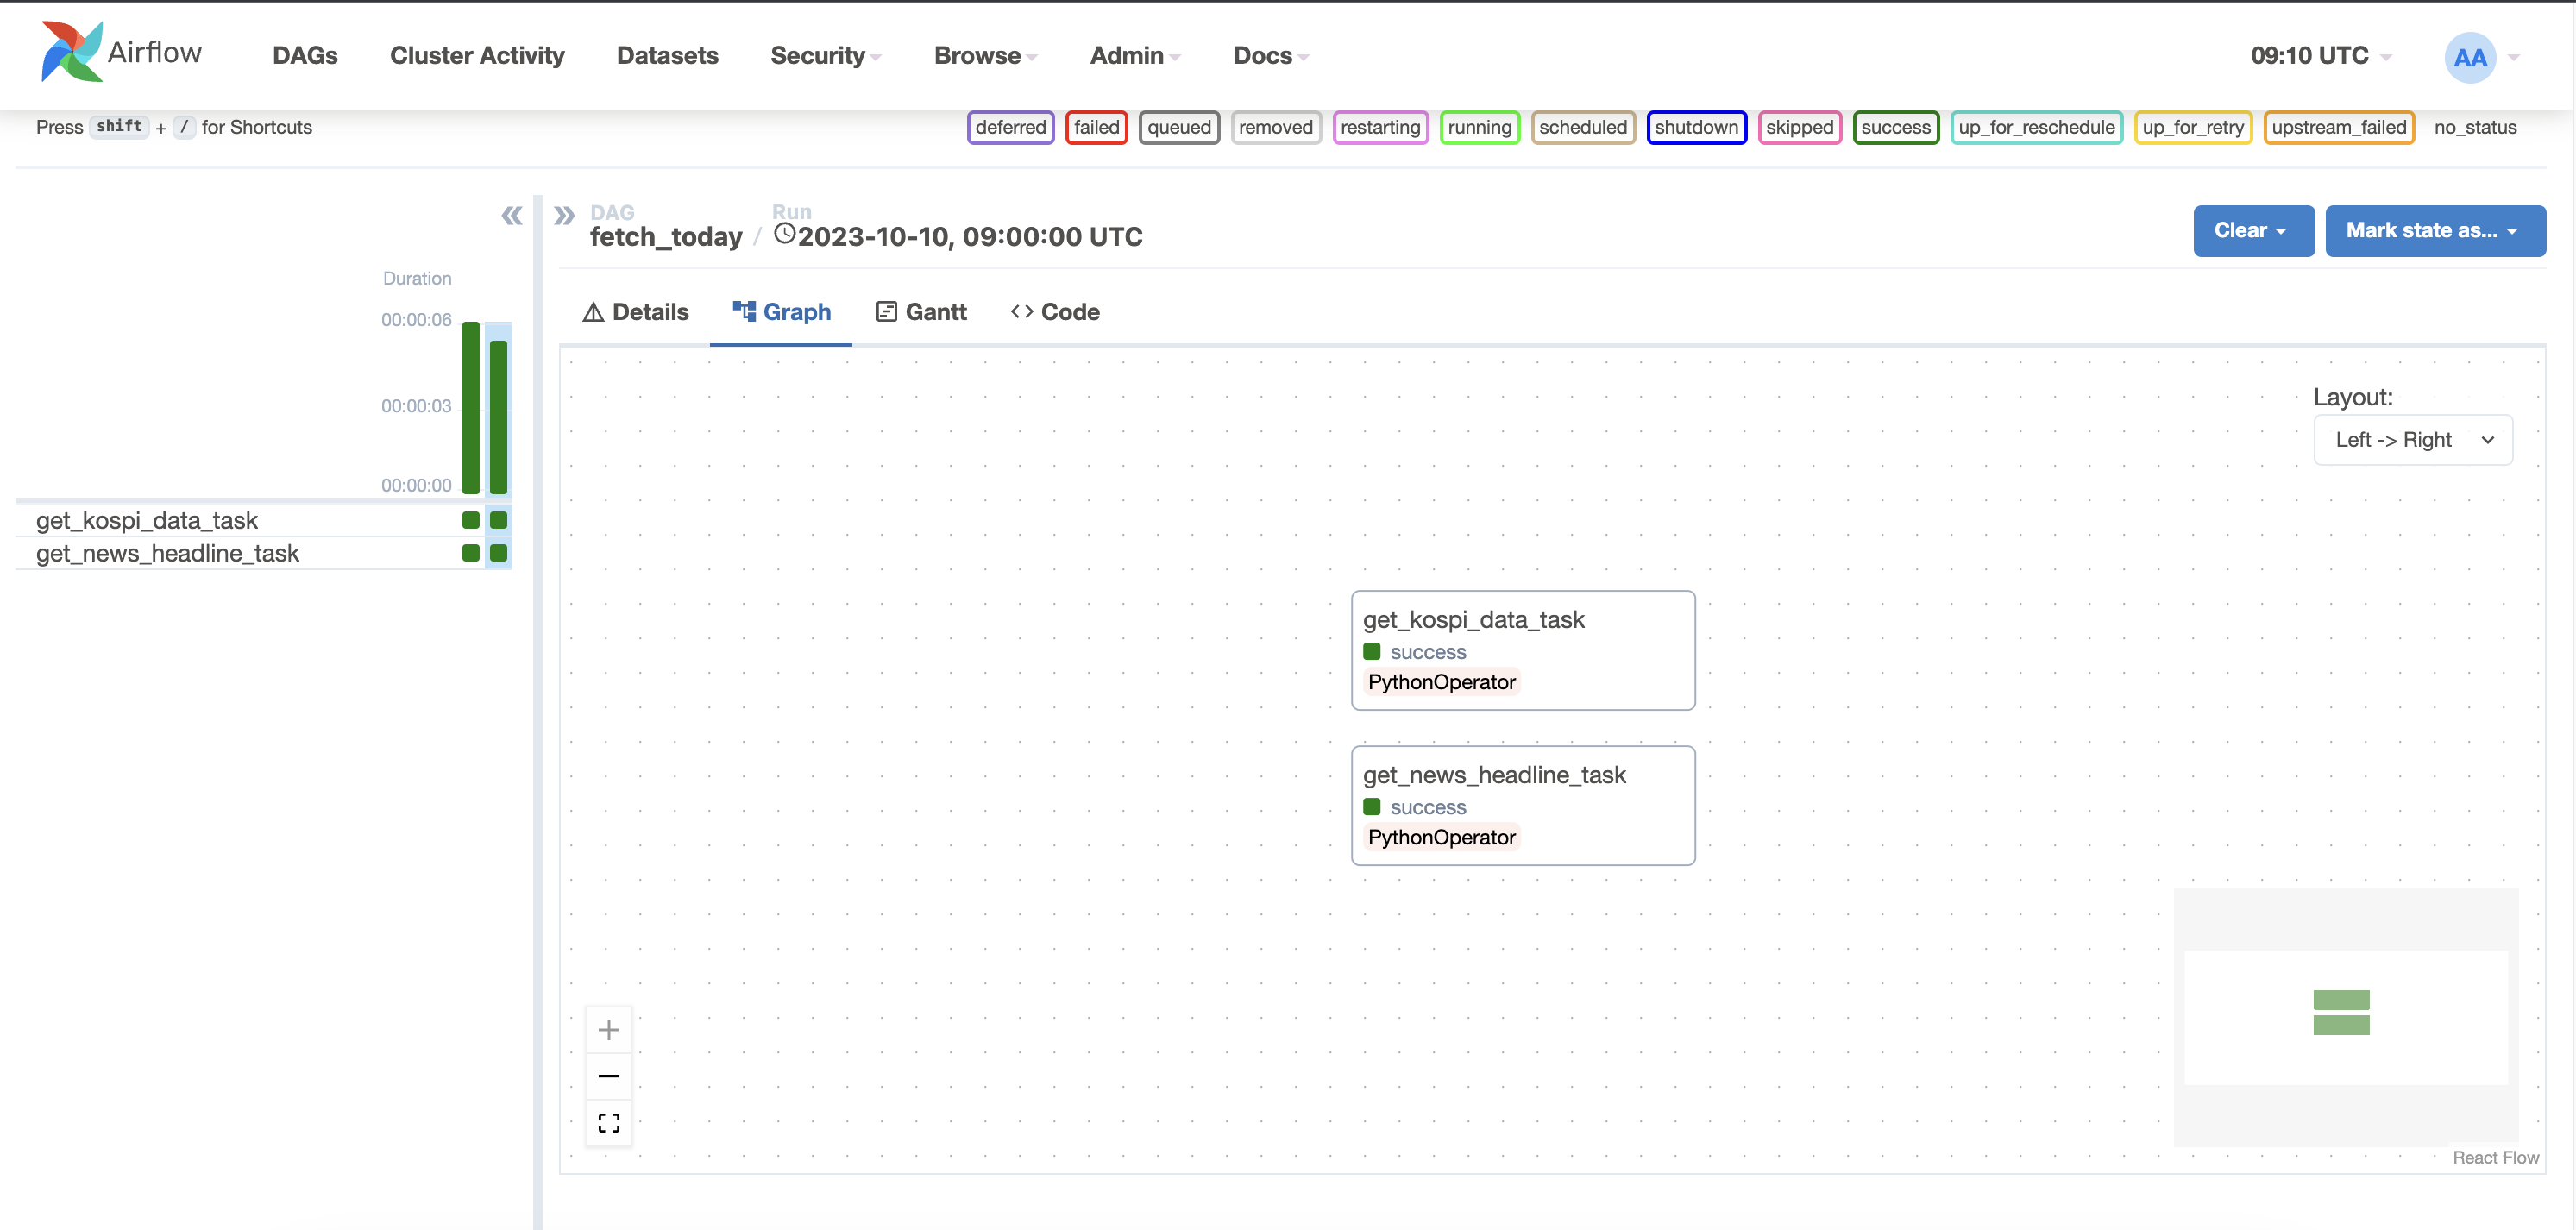 Airflow DAGs Cluster Activity Datasets Security Browse Admin Docs 09:10 UTC AA
Press shift + / for Shortcuts
deferred failed queued removed restarting running scheduled shutdown skipped success up_for_reschedule up_for_retry upstream_failed no_status
Duration
00:00:06
00:00:03
00:00:00
get_kospi_data_task
get_news_headline_task
DAG
fetch_today
/
Run
2023-10-10, 09:00:00 UTC
Clear
Mark state as...
Details Graph Gantt Code
Layout:
Left -> Right
get_kospi_data_task
success
PythonOperator
get_news_headline_task
success
PythonOperator
React Flow